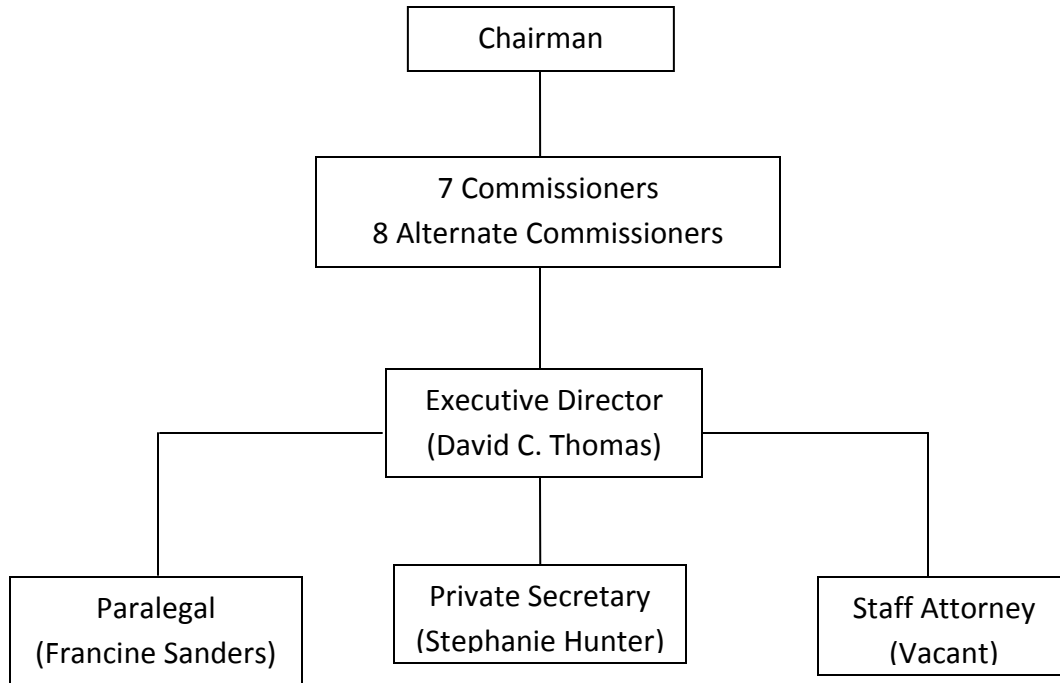 Chairman
7 Commissioners
8 Alternate Commissioners
Executive Director
(David C. Thomas)
Paralegal
(Francine Sanders)
Private Secretary
(Stephanie Hunter)
Staff Attorney
(Vacant)